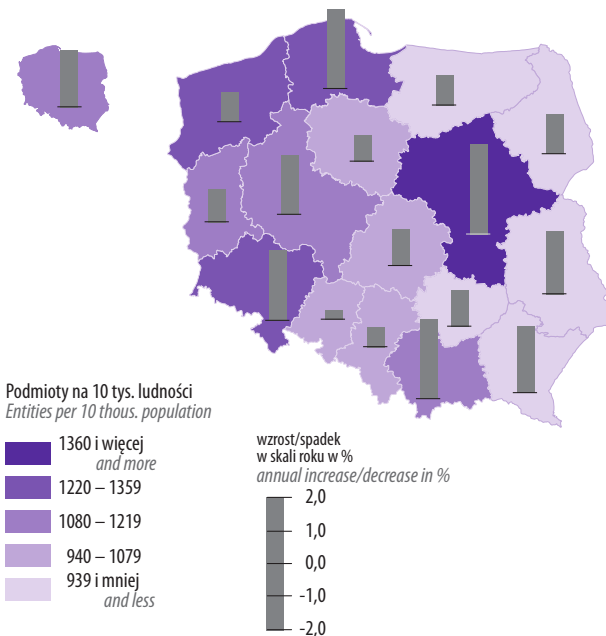 Podmioty na 10 tys. ludności
Entities per 10 thous. population
1360 i więcej
and more
1220 – 1359
1080 – 1219
940 – 1079
939 i mniej
and less
wzrost/spadek
w skali roku w %
annual increase/decrease in %
2,0
1,0
0,0
-1,0
-2,0